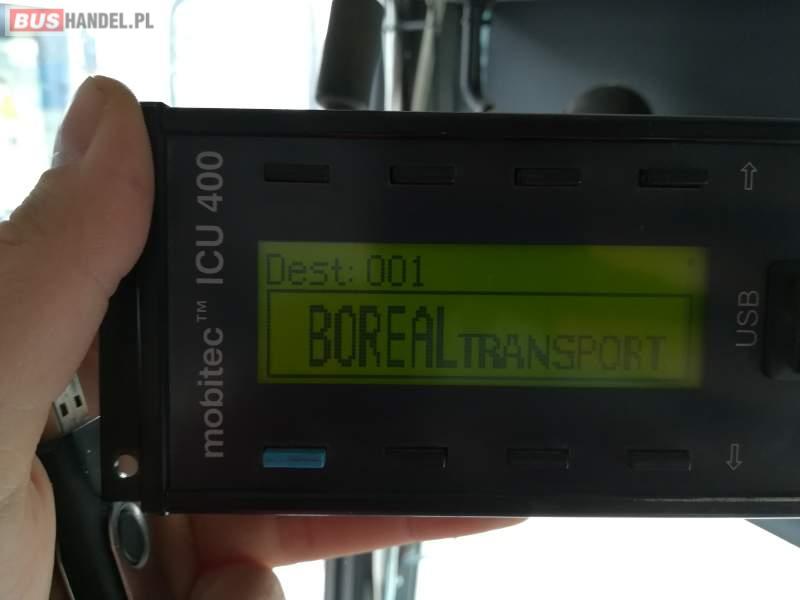 BUSHANDEL.PL
mobitec™ ICU 400
Dest: 001
BOREAL TRANSPORT
USB